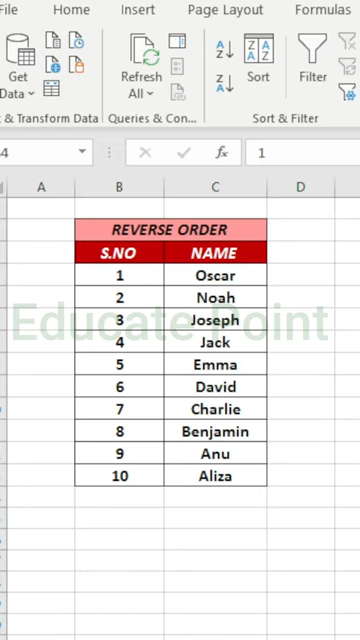 File Home Insert Page Layout Formulas
Get Data
Refresh All
A Z
Z A
Z A A Z
Sort
Filter
& Transform Data Queries & Con... Sort & Filter
4 fx 1
A B C D
REVERSE ORDER
S.NO NAME
1 Oscar
2 Noah
3 Joseph
4 Jack
5 Emma
6 David
7 Charlie
8 Benjamin
9 Anu
10 Aliza
Educate Point